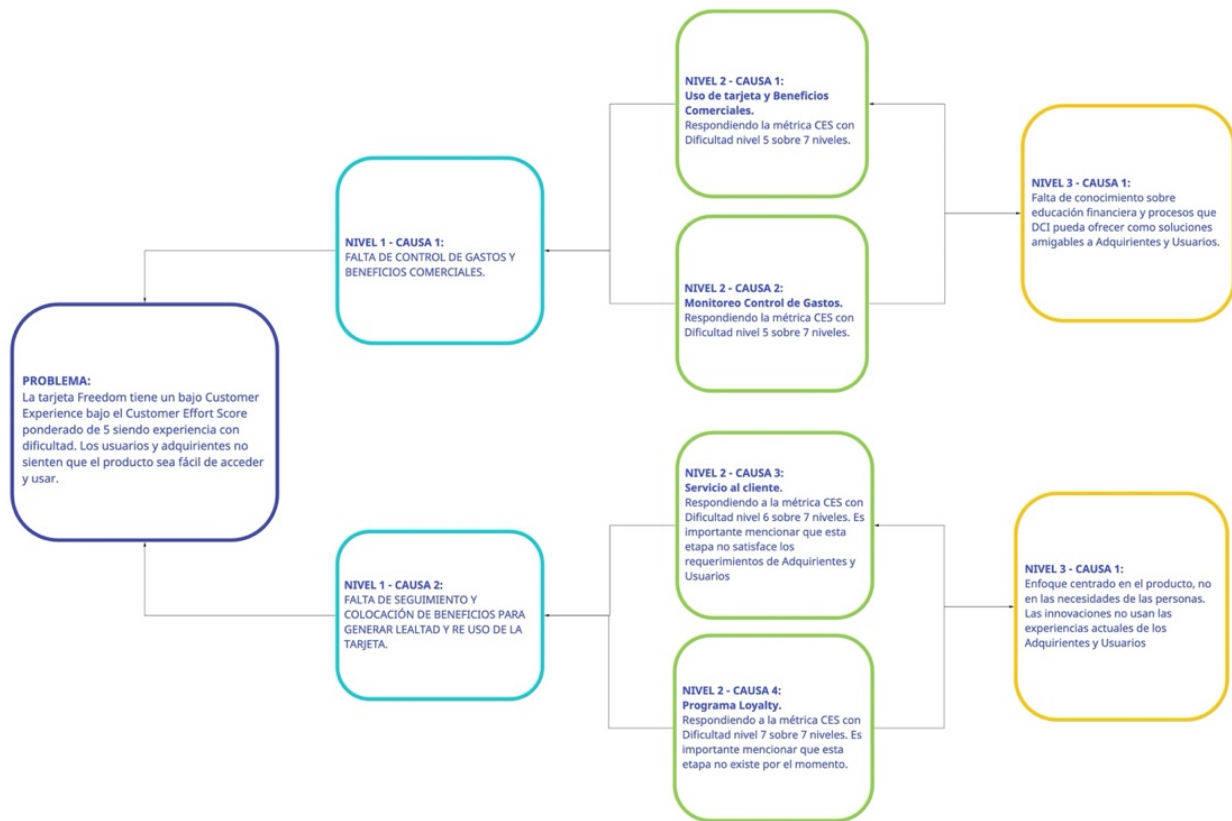 PROBLEMA:
La tarjeta Freedom tiene un bajo Customer
Experience bajo el Customer Effort Score
ponderado de 5 siendo experiencia con
dificultad. Los usuarios y adquirientes no
sienten que el producto sea fácil de acceder
y usar.
NIVEL 1 - CAUSA 1:
FALTA DE CONTROL DE GASTOS Y
BENEFICIOS COMERCIALES.
NIVEL 1 - CAUSA 2:
FALTA DE SEGUIMIENTO Y
COLOCACIÓN DE BENEFICIOS PARA
GENERAR LEALTAD Y RE USO DE LA
TARJETA.
NIVEL 2 - CAUSA 1:
Uso de tarjeta y Beneficios
Comerciales.
Respondiendo la métrica CES con
Dificultad nivel 5 sobre 7 niveles.
NIVEL 2 - CAUSA 2:
Monitoreo Control de Gastos.
Respondiendo la métrica CES con
Dificultad nivel 5 sobre 7 niveles.
NIVEL 2 - CAUSA 3:
Servicio al cliente.
Respondiendo a la métrica CES con
Dificultad nivel 6 sobre 7 niveles. Es
importante mencionar que esta
etapa no satisface los
requerimientos de Adquirientes y
Usuarios
NIVEL 2 - CAUSA 4:
Programa Loyalty.
Respondiendo a la métrica CES con
Dificultad nivel 7 sobre 7 niveles. Es
importante mencionar que esta
etapa no existe por el momento.
NIVEL 3 - CAUSA 1:
Falta de conocimiento sobre
educación financiera y procesos que
DCI pueda ofrecer como soluciones
amigables a Adquirientes y Usuarios.
NIVEL 3 - CAUSA 1:
Enfoque centrado en el producto, no
en las necesidades de las personas.
Las innovaciones no usan las
experiencias actuales de los
Adquirientes y Usuarios